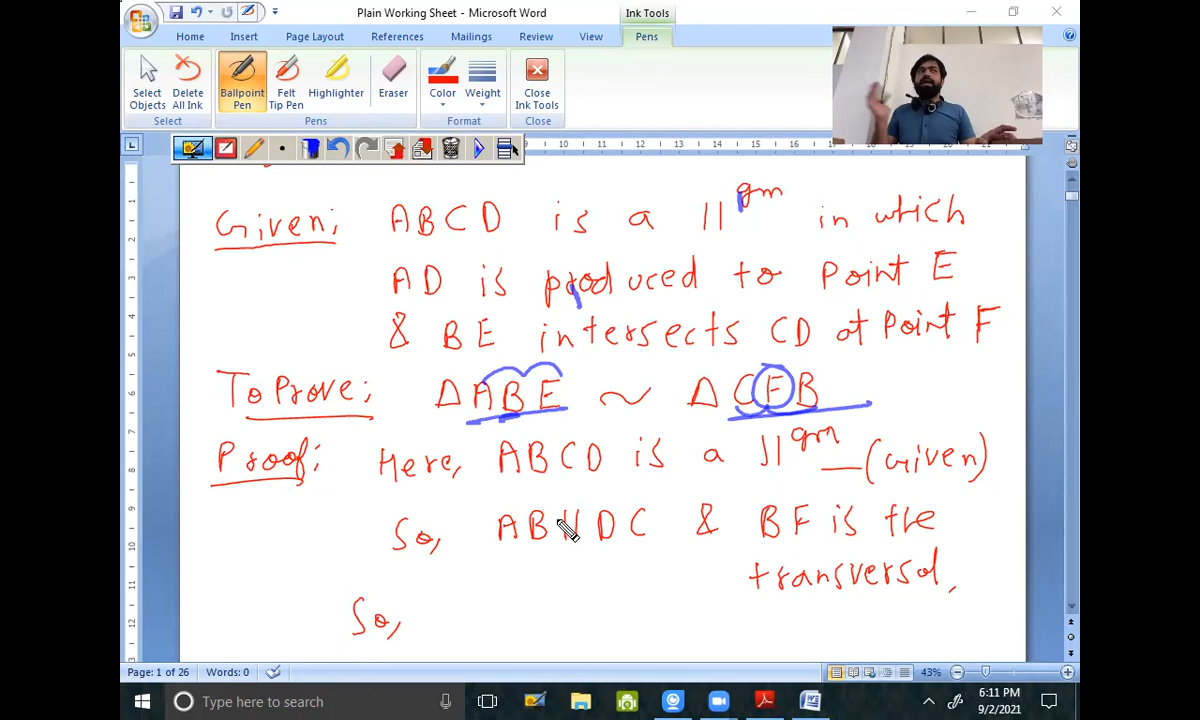 Plain Working Sheet - Microsoft Word
Ink Tools
Home Insert Page Layout References Mailings Review View Pens
Select Objects
Delete All Ink
Ballpoint Pen
Felt Tip Pen
Highlighter
Eraser
Color
Weight
Close Ink Tools
Select Pens Format Close
Given: ABCD is a ||gm in which
AD is produced to Point E
& BE intersects CD at Point F
To Prove: Δ ABE ~ Δ CFB
Proof: Here, ABCD is a ||gm — (Given)
So, AB || DC & BF is the
transversal.
So,
Page: 1 of 26 Words: 0 43%
Type here to search
6:11 PM
9/2/2021